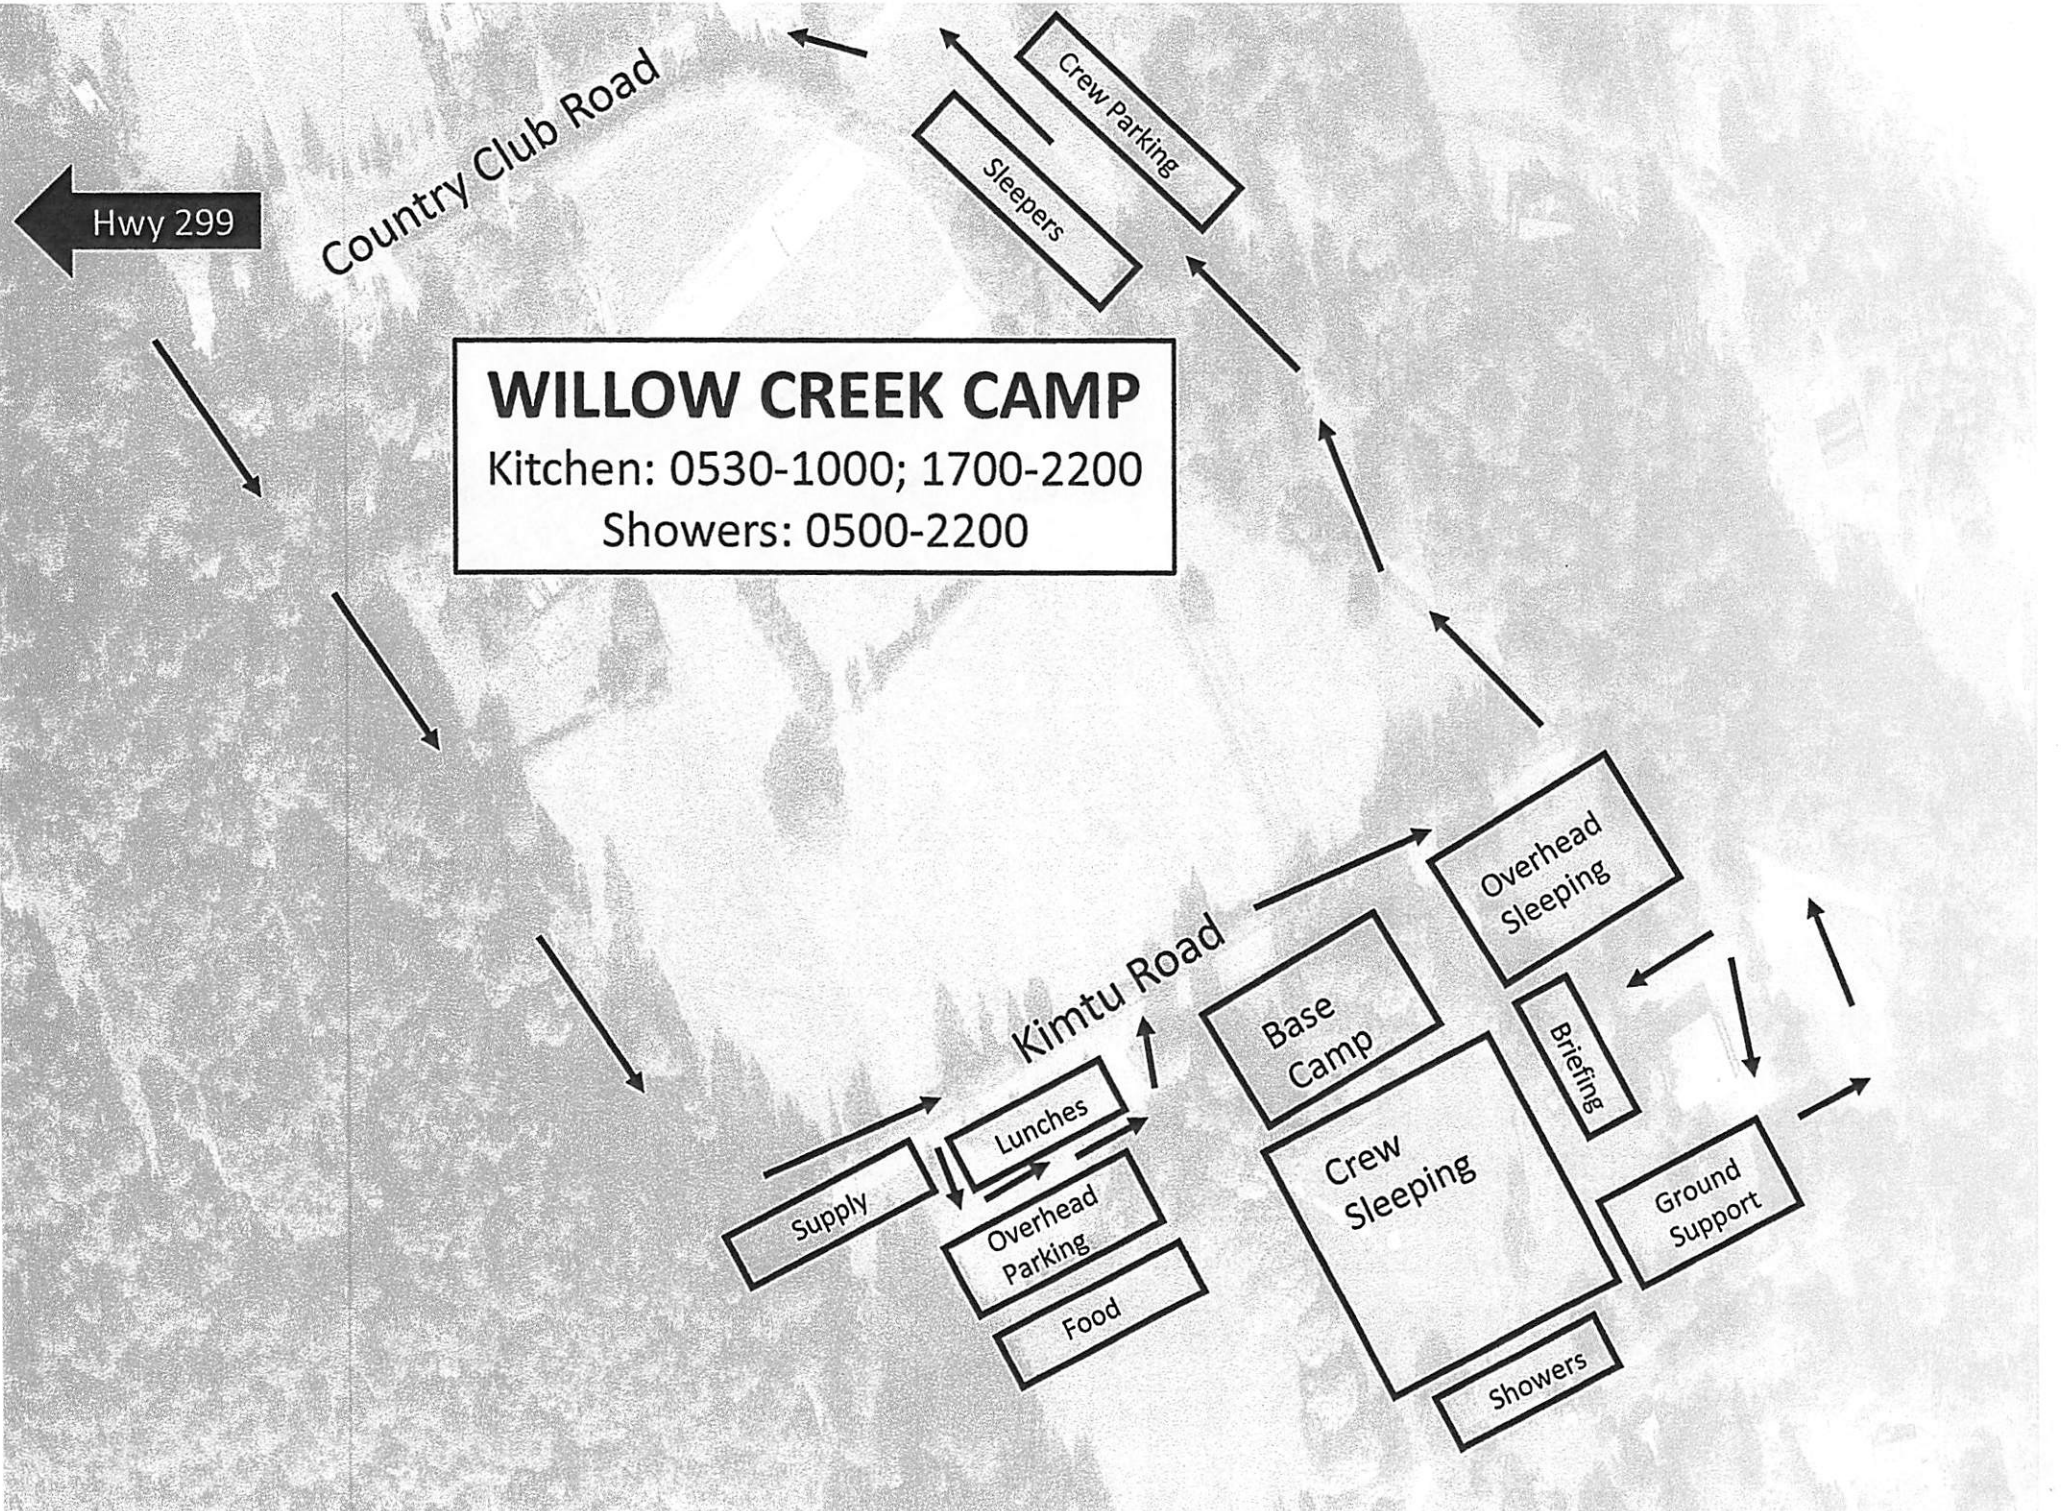 Crew Parking
Country Club Road
Sleepers
Hwy 299
WILLOW CREEK CAMP
Kitchen: 0530-1000; 1700-2200
Showers: 0500-2200
Overhead
Sleeping
Kimtu Road
Base
Camp
Briefing
Lunches
Crew
Sleeping
Supply
Overhead
Parking
Ground
Support
Food
Showers